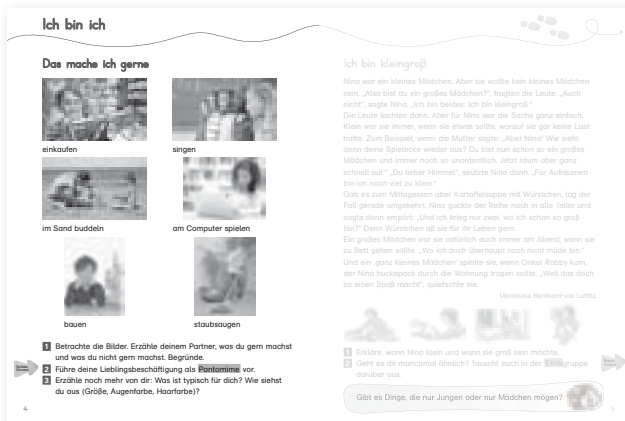 Ich bin ich
Das mache ich gerne
einkaufen
singen
im Sand buddeln
am Computer spielen
bauen
staubsaugen
1 Betrachte die Bilder. Erzähle deinem Partner, was du gern machst
und was du nicht gern machst. Begründe.
2 Führe deine Lieblingsbeschäftigung als Pantomime vor.
3 Erzähle noch mehr von dir: Was ist typisch für dich? Wie siehst
du aus (Größe, Augenfarbe, Haarfarbe)?
4
Ich bin kleingroß
Nina war ein kleines Mädchen. Aber sie wollte kein kleines Mädchen
sein. „Also bist du ein großes Mädchen?“, fragten die Leute. „Auch
nicht“, sagte Nina. „Ich bin beides: Ich bin kleingroß.“
Die Leute lachten dann. Aber für Nina war die Sache ganz einfach.
Klein war sie immer, wenn sie etwas sollte, worauf sie gar keine Lust
hatte. Zum Beispiel, wenn die Mutter sagte: „Aber Nina! Wie sieht
denn deine Spielecke wieder aus? Du bist nun schon so ein großes
Mädchen und immer noch so unordentlich. Jetzt räum aber ganz
schnell auf.“ „Du lieber Himmel“, seufzte Nina dann. „Für Aufräumen
bin ich noch viel zu klein.“
Gab es zum Mittagessen aber Kartoffelsuppe mit Würstchen, lag der
Fall gerade umgekehrt. Nina guckte der Reihe nach in alle Teller und
sagte dann empört: „Und ich krieg nur zwei, wo ich schon so groß
bin?“ Denn Würstchen aß sie für ihr Leben gern.
Ein großes Mädchen war sie natürlich auch immer am Abend, wenn sie
zu Bett gehen sollte. „Wo ich doch überhaupt noch nicht müde bin.“
Und ein ‚ganz kleines Mädchen‘ spielte sie, wenn Onkel Robby kam,
der Nina huckepack durch die Wohnung tragen sollte. „Weil das doch
so einen Spaß macht“, quietschte sie.
Marieluise Bernhard-von Luttitz
1 Erkläre, wann Nina klein und wann sie groß sein möchte.
2 Geht es dir manchmal ähnlich? Tauscht euch in der gruppe
darüber aus.
Gibt es Dinge, die nur Jungen oder nur Mädchen mögen?
5